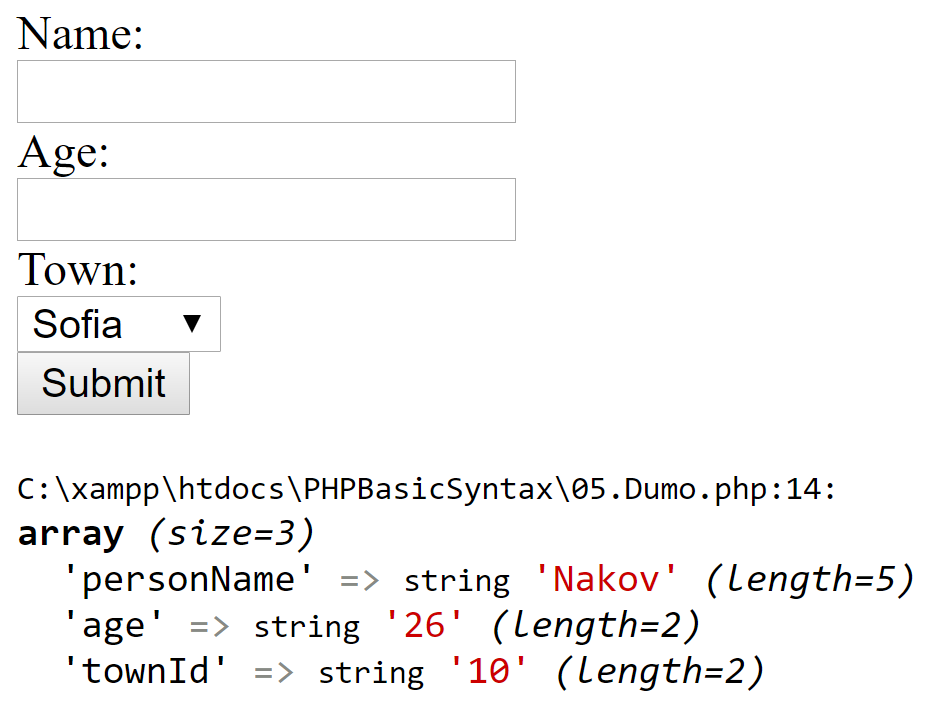 Name:
Age:
Town:
Sofia ▼
Submit
C:\xampp\htdocs\PHPBasicSyntax\05.Dumo.php:14:
array (size=3)
'personName' => string 'Nakov' (length=5)
'age' => string '26' (length=2)
'townId' => string '10' (length=2)